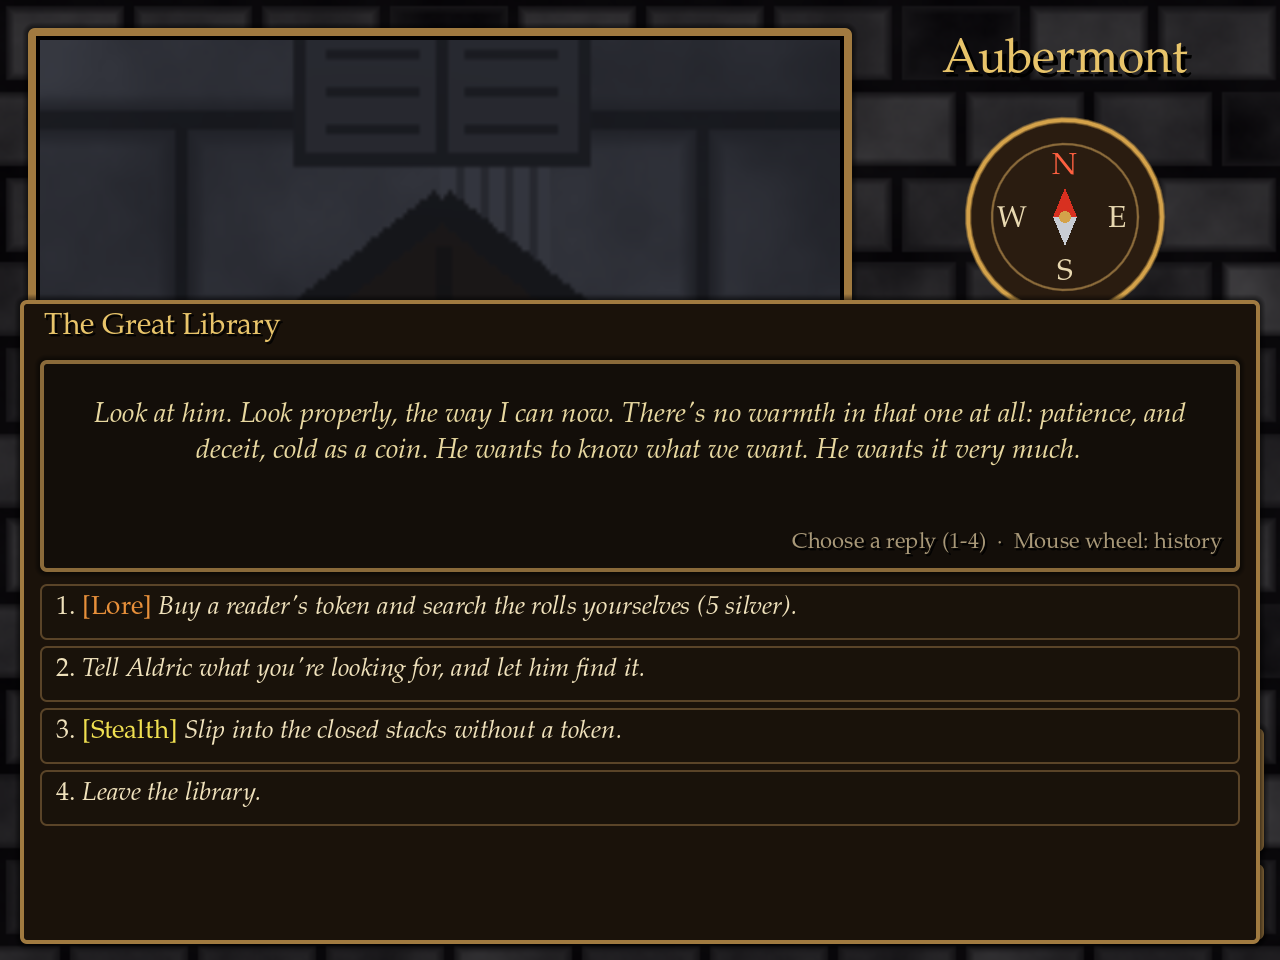 Aubermont
N
W E
S
The Great Library
Look at him. Look properly, the way I can now. There's no warmth in that one at all: patience, and
deceit, cold as a coin. He wants to know what we want. He wants it very much.
Choose a reply (1-4) · Mouse wheel: history
1. [Lore] Buy a reader's token and search the rolls yourselves (5 silver).
2. Tell Aldric what you're looking for, and let him find it.
3. [Stealth] Slip into the closed stacks without a token.
4. Leave the library.